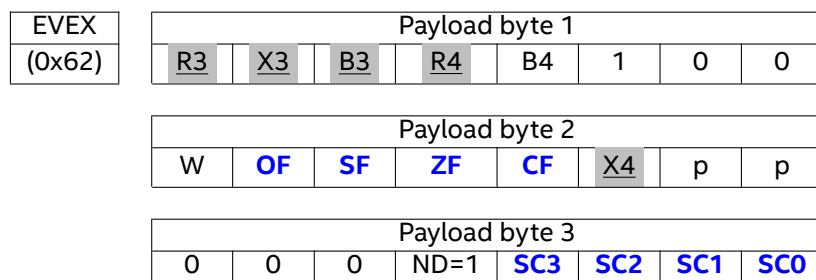 EVEX Payload byte 1
(0x62) R3 X3 B3 R4 B4 1 0 0
Payload byte 2
W OF SF ZF CF X4 p p
Payload byte 3
0 0 0 ND=1 SC3 SC2 SC1 SC0